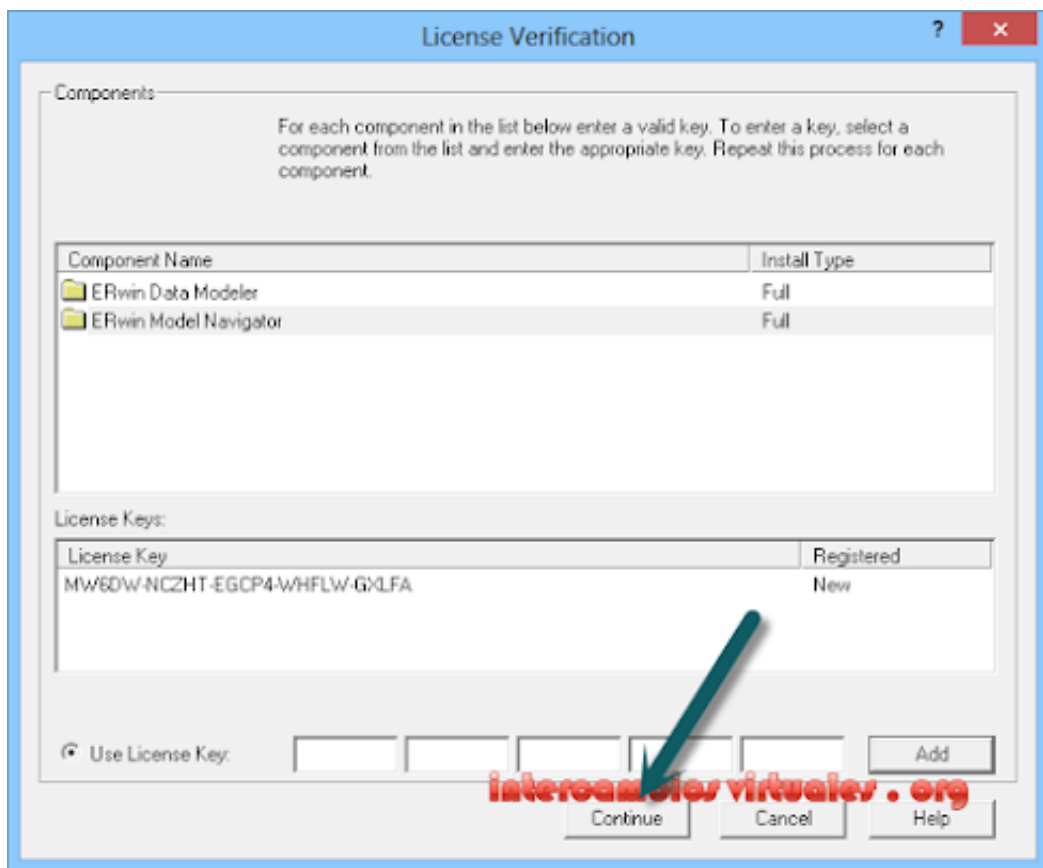 License Verification
?
Components
For each component in the list below enter a valid key. To enter a key, select a
component from the list and enter the appropriate key. Repeat this process for each
component.
Component Name Install Type
ERwin Data Modeler Full
ERwin Model Navigator Full
License Keys:
License Key Registered
MW6DW-NCZHT-EGCP4-WHFLW-GXLFA New
Use License Key: Add
intercambios virtuales . org
Continue Cancel Help